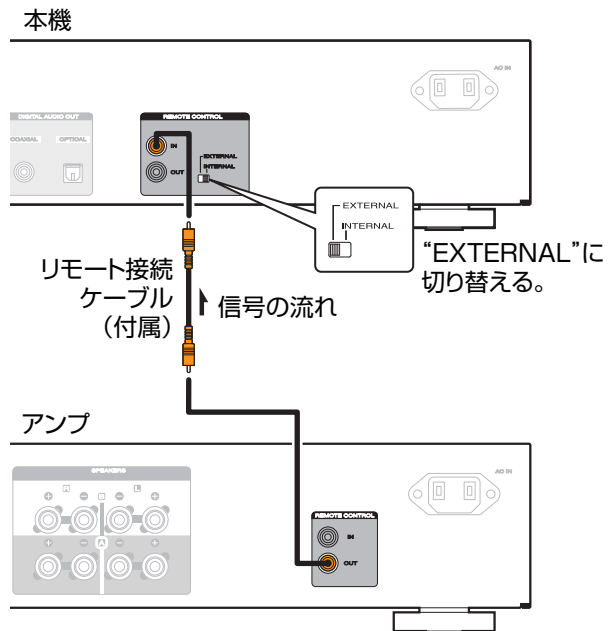 本機
AC IN
DIGITAL AUDIO OUT
COAXIAL
OPTICAL
REMOTE CONTROL
IN
OUT
EXTERNAL
INTERNAL
EXTERNAL
INTERNAL
“EXTERNAL”に
切り替える。
リモート接続
ケーブル
（付属）
信号の流れ
アンプ
SPEAKERS
L
R
A
AC IN
REMOTE CONTROL
IN
OUT